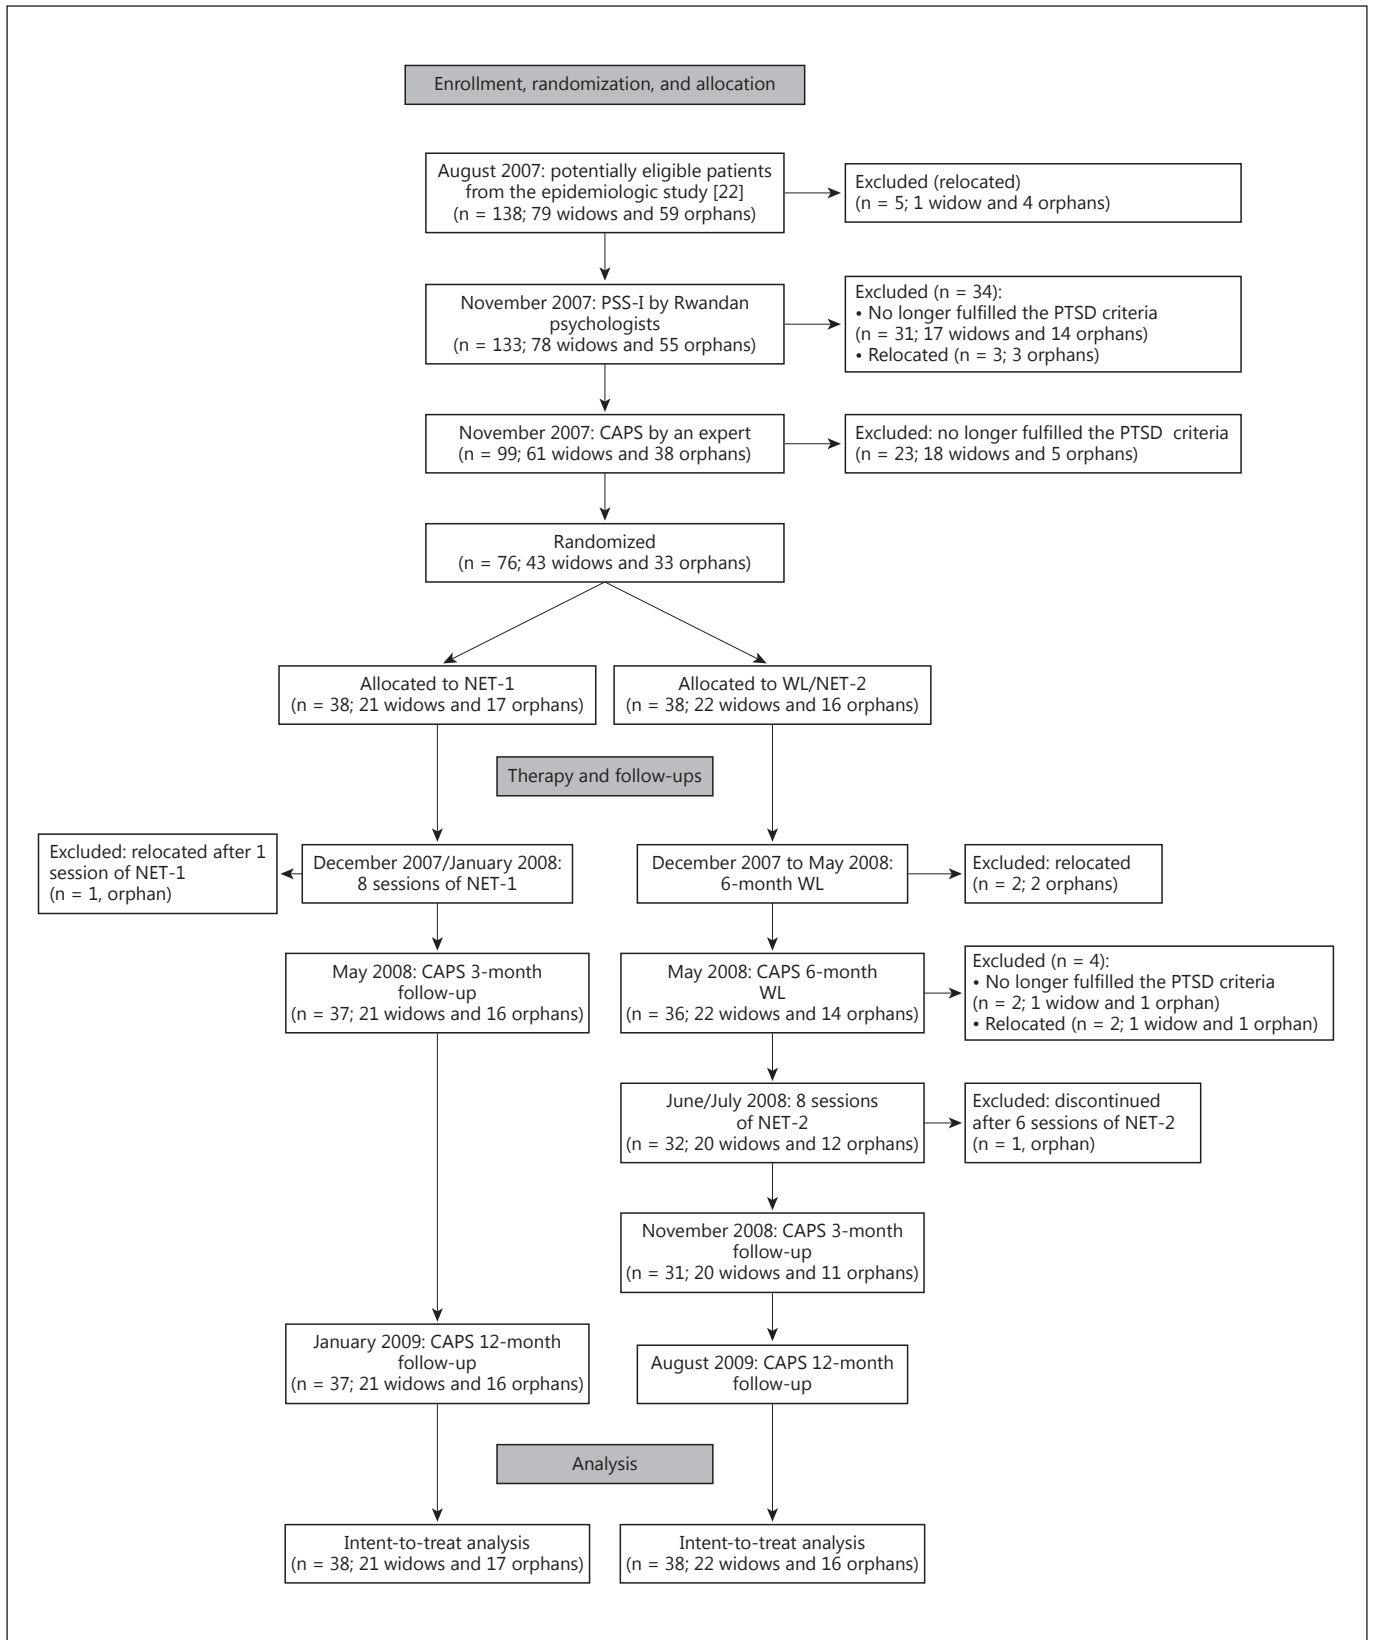 Enrollment, randomization, and allocation
August 2007: potentially eligible patients
from the epidemiologic study [22]
(n = 138; 79 widows and 59 orphans)
Excluded (relocated)
(n = 5; 1 widow and 4 orphans)
November 2007: PSS-I by Rwandan
psychologists
(n = 133; 78 widows and 55 orphans)
Excluded (n = 34):
• No longer fulfilled the PTSD criteria
(n = 31; 17 widows and 14 orphans)
• Relocated (n = 3; 3 orphans)
November 2007: CAPS by an expert
(n = 99; 61 widows and 38 orphans)
Excluded: no longer fulfilled the PTSD criteria
(n = 23; 18 widows and 5 orphans)
Randomized
(n = 76; 43 widows and 33 orphans)
Allocated to NET-1
(n = 38; 21 widows and 17 orphans)
Allocated to WL/NET-2
(n = 38; 22 widows and 16 orphans)
Therapy and follow-ups
Excluded: relocated after 1
session of NET-1
(n = 1, orphan)
December 2007/January 2008:
8 sessions of NET-1
December 2007 to May 2008:
6-month WL
Excluded: relocated
(n = 2; 2 orphans)
May 2008: CAPS 3-month
follow-up
(n = 37; 21 widows and 16 orphans)
May 2008: CAPS 6-month
WL
(n = 36; 22 widows and 14 orphans)
Excluded (n = 4):
• No longer fulfilled the PTSD criteria
(n = 2; 1 widow and 1 orphan)
• Relocated (n = 2; 1 widow and 1 orphan)
June/July 2008: 8 sessions
of NET-2
(n = 32; 20 widows and 12 orphans)
Excluded: discontinued
after 6 sessions of NET-2
(n = 1, orphan)
November 2008: CAPS 3-month
follow-up
(n = 31; 20 widows and 11 orphans)
January 2009: CAPS 12-month
follow-up
(n = 37; 21 widows and 16 orphans)
August 2009: CAPS 12-month
follow-up
Analysis
Intent-to-treat analysis
(n = 38; 21 widows and 17 orphans)
Intent-to-treat analysis
(n = 38; 22 widows and 16 orphans)